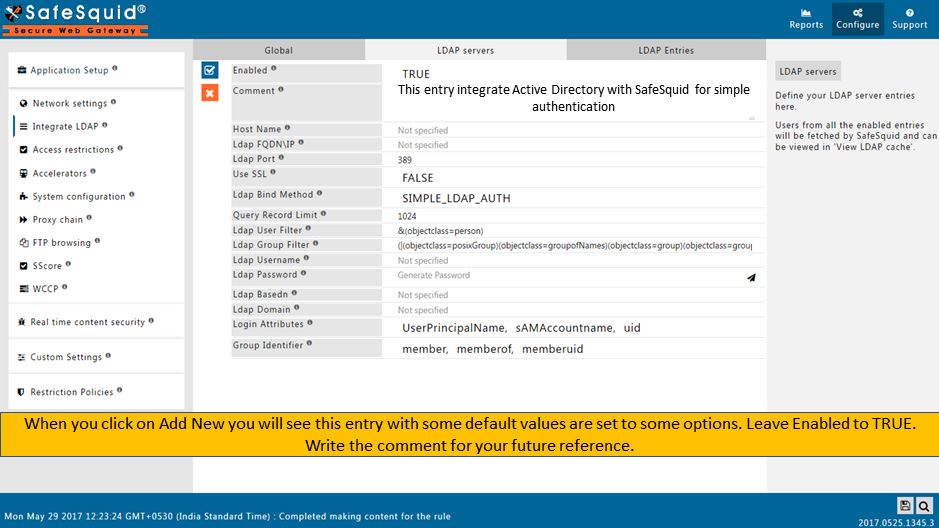 SafeSquid®
Secure Web Gateway
Reports
Configure
Support
Application Setup
Network settings
Integrate LDAP
Access restrictions
Accelerators
System configuration
Proxy chain
FTP browsing
SScore
WCCP
Real time content security
Custom Settings
Restriction Policies
Global
LDAP servers
LDAP Entries
Enabled
TRUE
Comment
This entry integrate Active Directory with SafeSquid for simple
authentication
Host Name
Not specified
Ldap FQDN\IP
Not specified
Ldap Port
389
Use SSL
FALSE
Ldap Bind Method
SIMPLE_LDAP_AUTH
Query Record Limit
1024
Ldap User Filter
&(objectclass=person)
Ldap Group Filter
(|(objectclass=posixGroup)(objectclass=groupofNames)(objectclass=group)(objectclass=group
Ldap Username
Not specified
Ldap Password
Generate Password
Ldap Basedn
Not specified
Ldap Domain
Not specified
Login Attributes
UserPrincipalName, sAMAccountname, uid
Group Identifier
member, memberof, memberuid
LDAP servers
Define your LDAP server entries
here.
Users from all the enabled entries
will be fetched by SafeSquid and can
be viewed in 'View LDAP cache'.
When you click on Add New you will see this entry with some default values are set to some options. Leave Enabled to TRUE.
Write the comment for your future reference.
Mon May 29 2017 12:23:24 GMT+0530 (India Standard Time) : Completed making content for the rule
2017.0525.1345.3